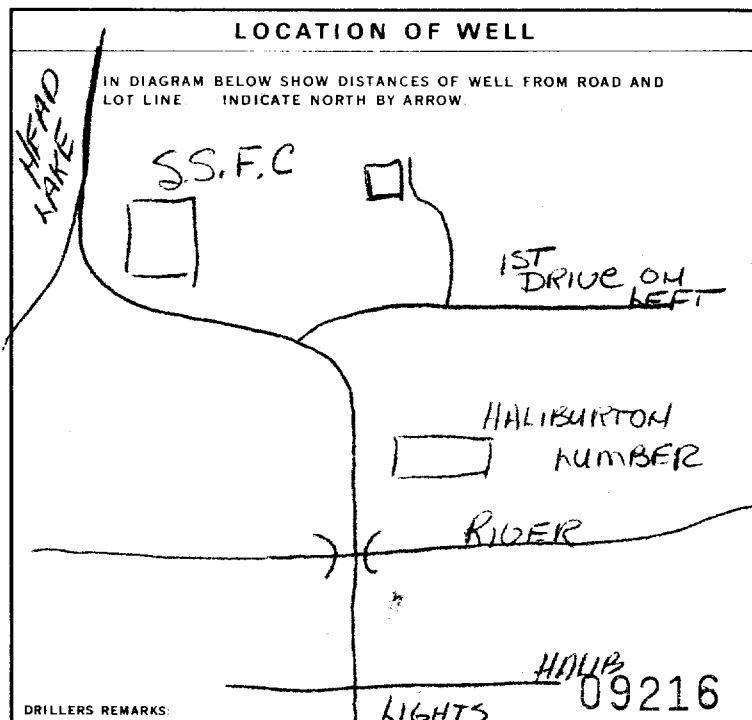 LOCATION OF WELL
IN DIAGRAM BELOW SHOW DISTANCES OF WELL FROM ROAD AND
LOT LINE. INDICATE NORTH BY ARROW.
HEAD
LAKE
S.S.F.C
1ST
DRIVE ON
LEFT
HALIBURTON
LUMBER
RIVER
HALIB
09216
LIGHTS
DRILLERS REMARKS: